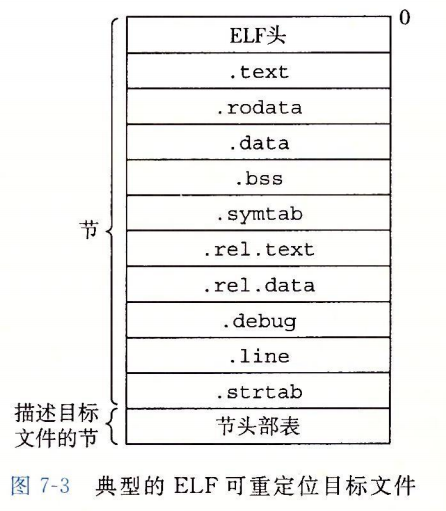 0
ELF头
.text
.rodata
.data
.bss
.symtab
节
.rel.text
.rel.data
.debug
.line
.strtab
描述目标
文件的节
节头部表
图 7-3 典型的 ELF 可重定位目标文件